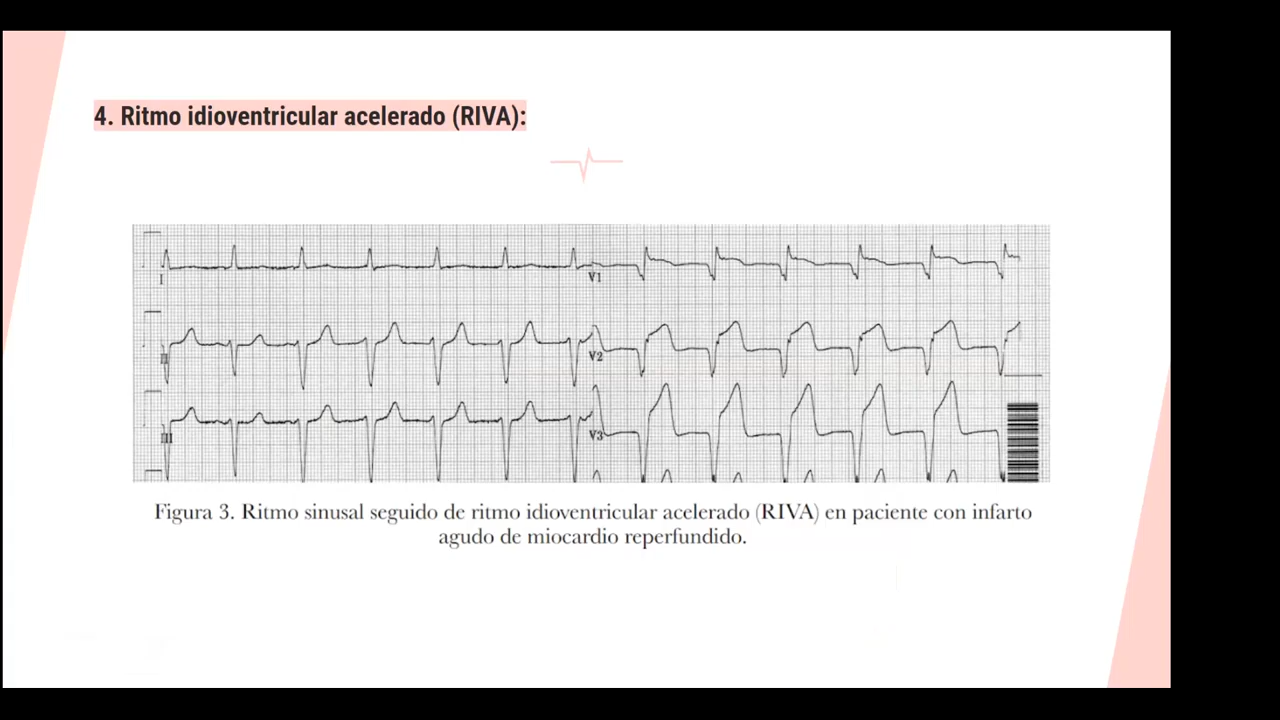 4. Ritmo idioventricular acelerado (RIVA):
I
V1
II
V2
III
V3
Figura 3. Ritmo sinusal seguido de ritmo idioventricular acelerado (RIVA) en paciente con infarto
agudo de miocardio reperfundido.